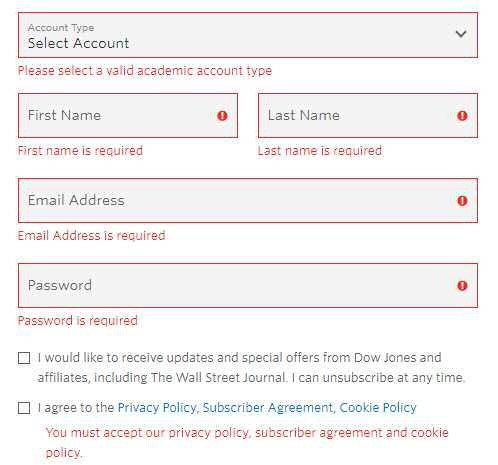 Account Type
Select Account
Please select a valid academic account type
First Name
Last Name
First name is required
Last name is required
Email Address
Email Address is required
Password
Password is required
I would like to receive updates and special offers from Dow Jones and
affiliates, including The Wall Street Journal. I can unsubscribe at any time.
I agree to the Privacy Policy, Subscriber Agreement, Cookie Policy
You must accept our privacy policy, subscriber agreement and cookie
policy.